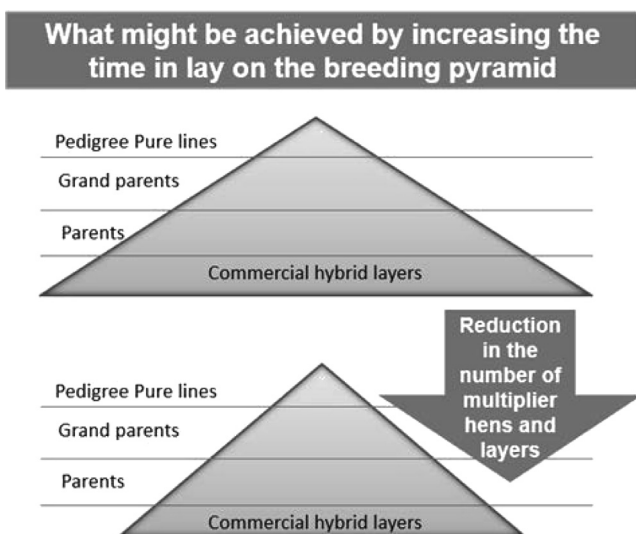 What might be achieved by increasing the
time in lay on the breeding pyramid
Pedigree Pure lines
Grand parents
Parents
Commercial hybrid layers
Reduction
in the
number of
multiplier
hens and
layers
Pedigree Pure lines
Grand parents
Parents
Commercial hybrid layers